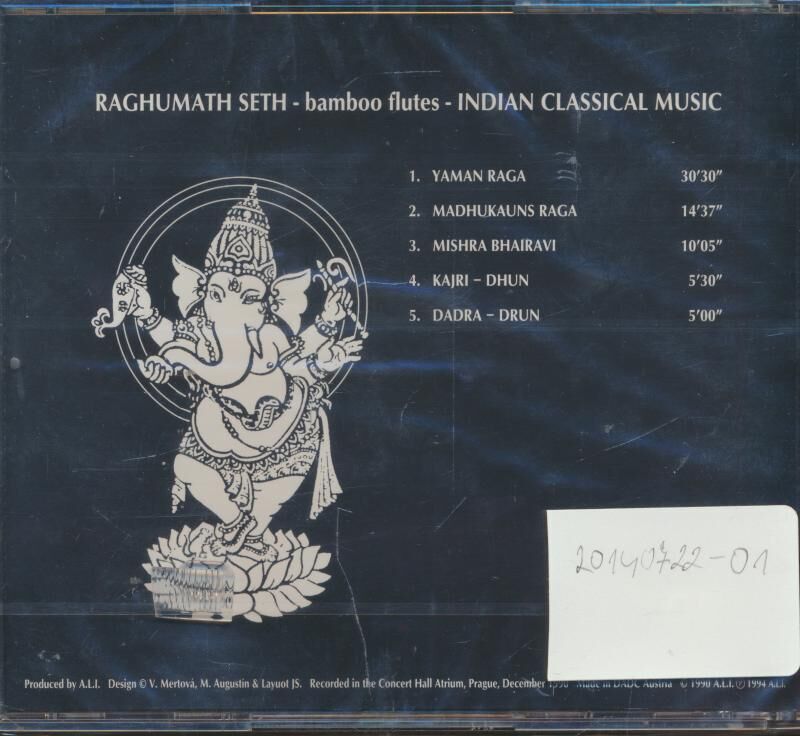 RAGHUMATH SETH - bamboo flutes - INDIAN CLASSICAL MUSIC
1. YAMAN RAGA 30'30"
2. MADHUKAUNS RAGA 14'37"
3. MISHRA BHAIRAVI 10'05"
4. KAJRI – DHUN 5'30"
5. DADRA – DRUN 5'00"
20140722-01
Produced by A.L.I. Design © V. Mertová, M. Augustin & Layuot JS. Recorded in the Concert Hall Atrium, Prague, December 1990 Made in DADC Austria © 1990 A.L.I. ℗ 1994 A.L.I.